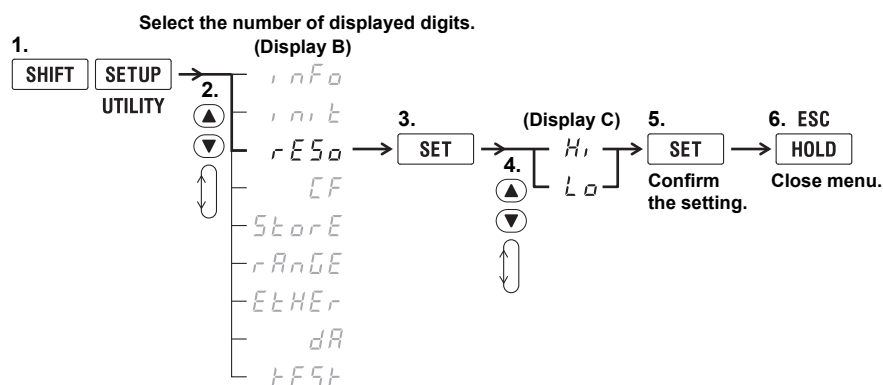 Select the number of displayed digits.
1.
(Display B)
SHIFT SETUP
UTILITY
2.
inFo
init
rESo
CF
StorE
rAnGE
EtHEr
dA
tESt
3.
SET
(Display C)
4.
Hi
Lo
5.
SET
Confirm
the setting.
6. ESC
HOLD
Close menu.